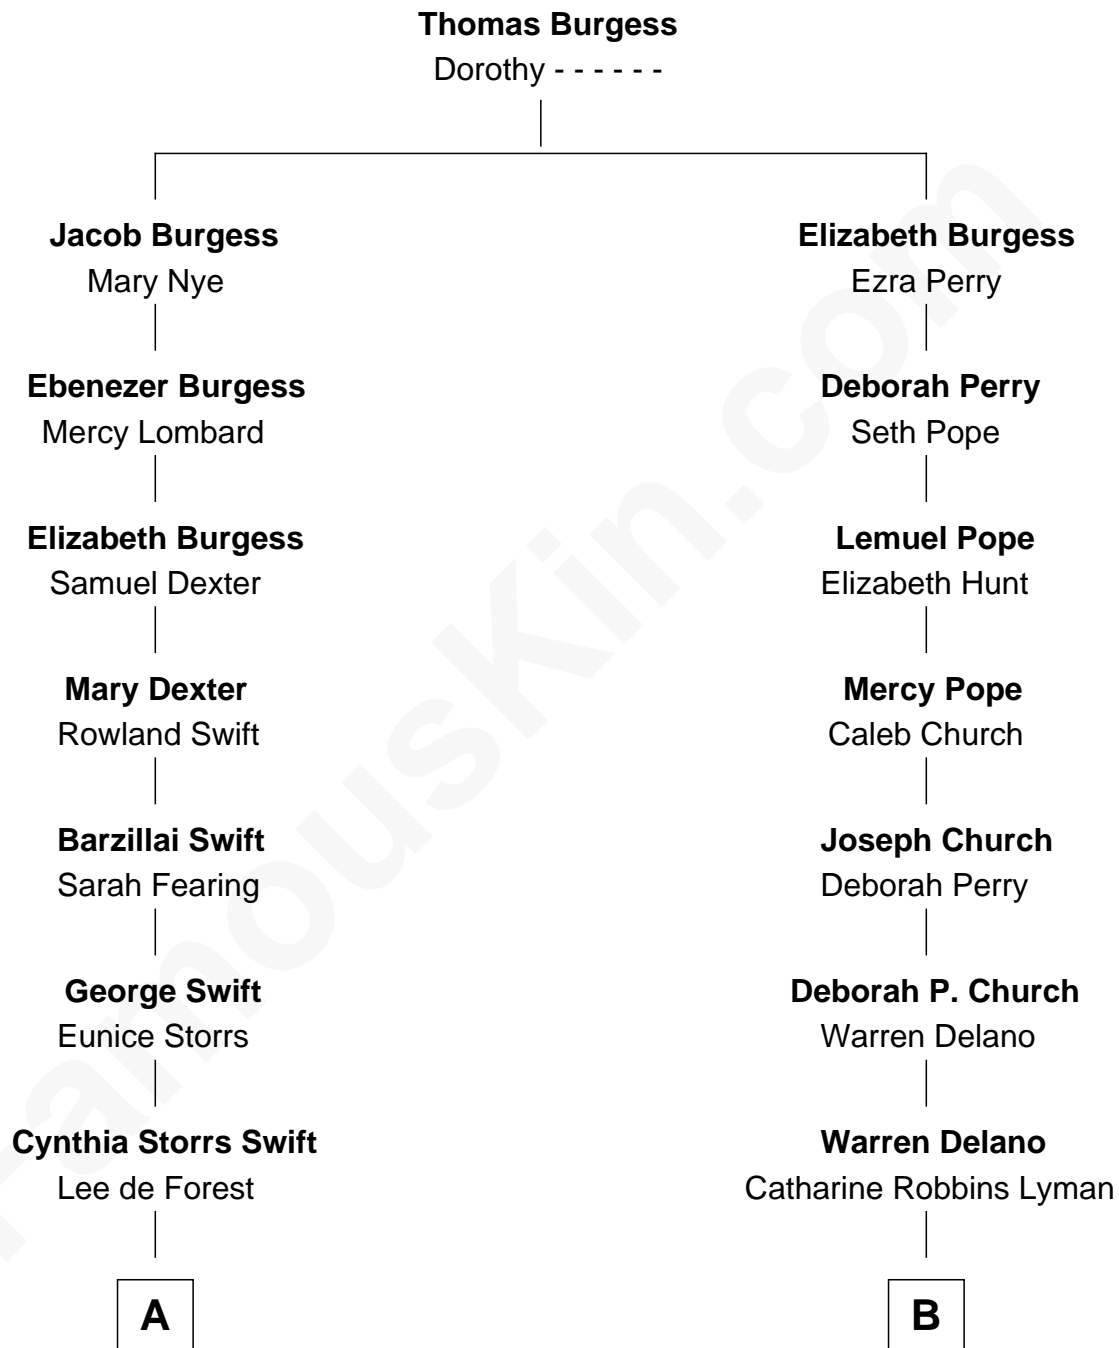 Thomas Burgess
Dorothy - - - - - -
Jacob Burgess
Mary Nye
Elizabeth Burgess
Ezra Perry
Ebenezer Burgess
Mercy Lombard
Deborah Perry
Seth Pope
Elizabeth Burgess
Samuel Dexter
Lemuel Pope
Elizabeth Hunt
Mary Dexter
Rowland Swift
Mercy Pope
Caleb Church
Barzillai Swift
Sarah Fearing
Joseph Church
Deborah Perry
George Swift
Eunice Storrs
Deborah P. Church
Warren Delano
Cynthia Storrs Swift
Lee de Forest
Warren Delano
Catharine Robbins Lyman
A
B
FamousKin.com